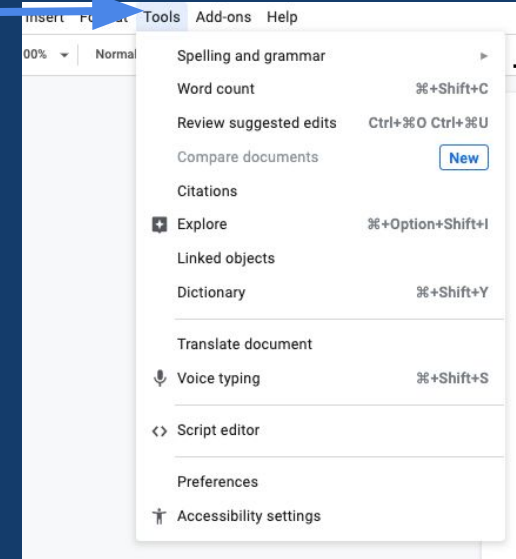 Insert Format Tools Add-ons Help
00% Normal
Spelling and grammar
Word count ⌘+Shift+C
Review suggested edits Ctrl+⌘O Ctrl+⌘U
Compare documents New
Citations
Explore ⌘+Option+Shift+I
Linked objects
Dictionary ⌘+Shift+Y
Translate document
Voice typing ⌘+Shift+S
Script editor
Preferences
Accessibility settings